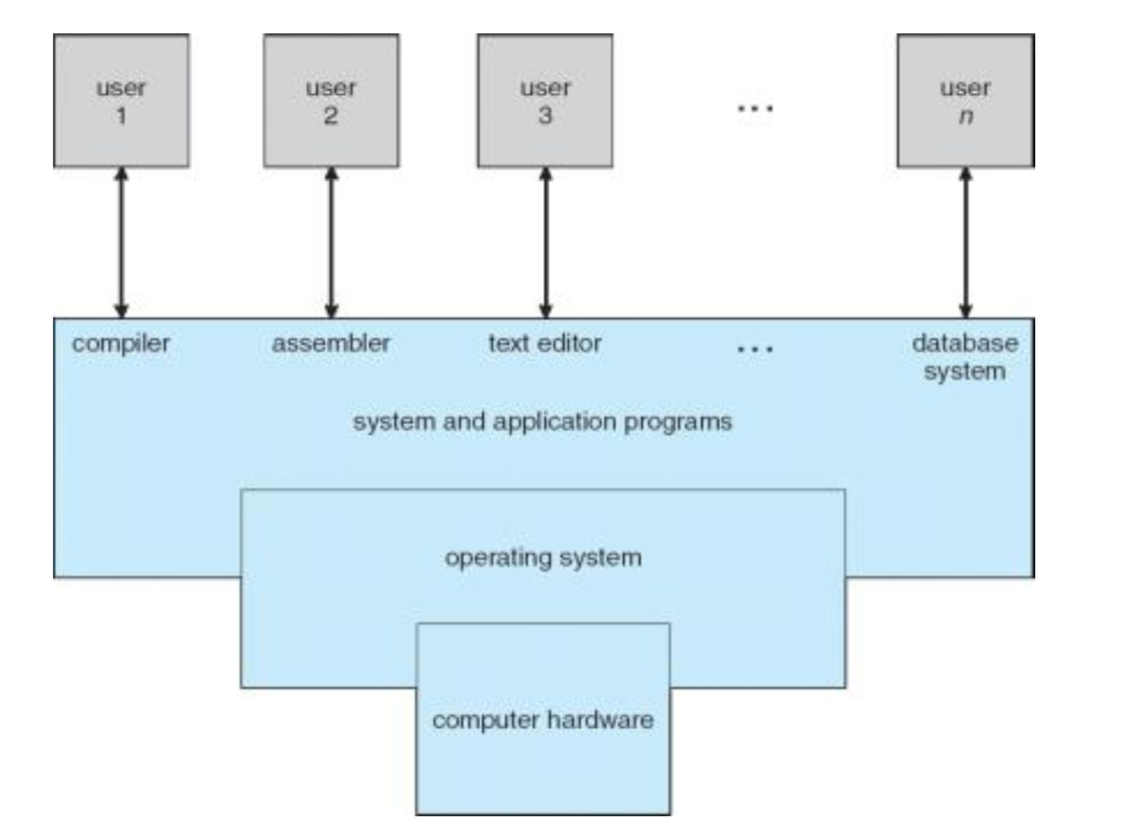 user
1
user
2
user
3
...
user
n
compiler
assembler
text editor
...
database
system
system and application programs
operating system
computer hardware